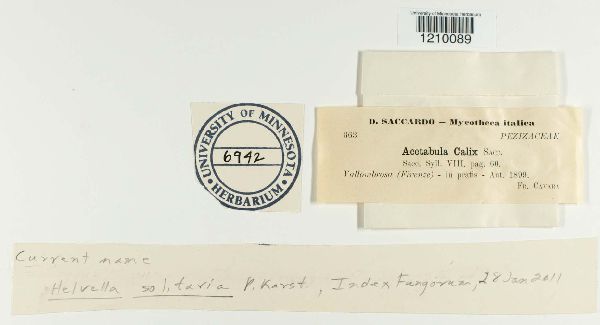 University of Minnesota Herbarium
1210089
UNIVERSITY OF MINNESOTA
HERBARIUM
6942
D. SACCARDO — Mycotheca italica
663 PEZIZACEAE
Acetabula Calix Sacc.
Sacc. Syll. VIII, pag. 60.
Vallombrosa (Firenze) - in pratis - Aut. 1899.
Fr. Cavara
Current name
Helvella solitaria P. Karst, Index Fungorum, 28 Jan 2011